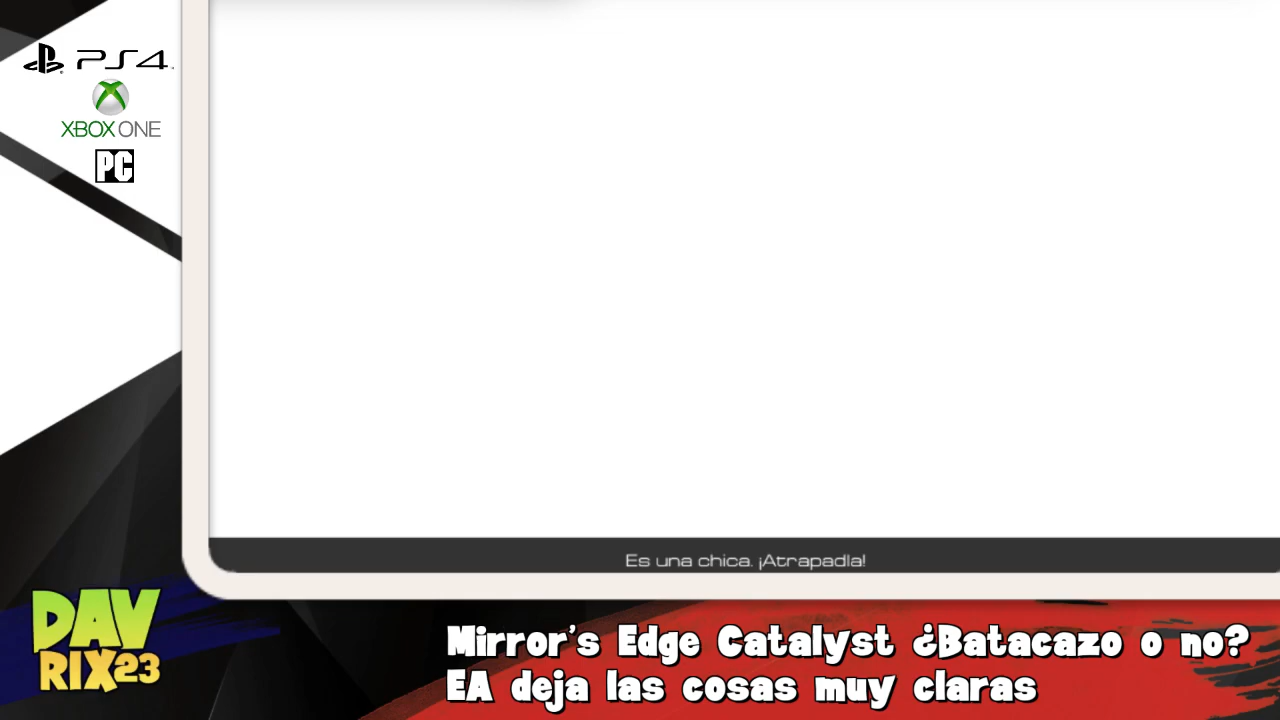 PS4
XBOX ONE
PC
Es una chica. ¡Atrapadla!
DAV
RIX23
Mirror's Edge Catalyst ¿Batacazo o no?
EA deja las cosas muy claras